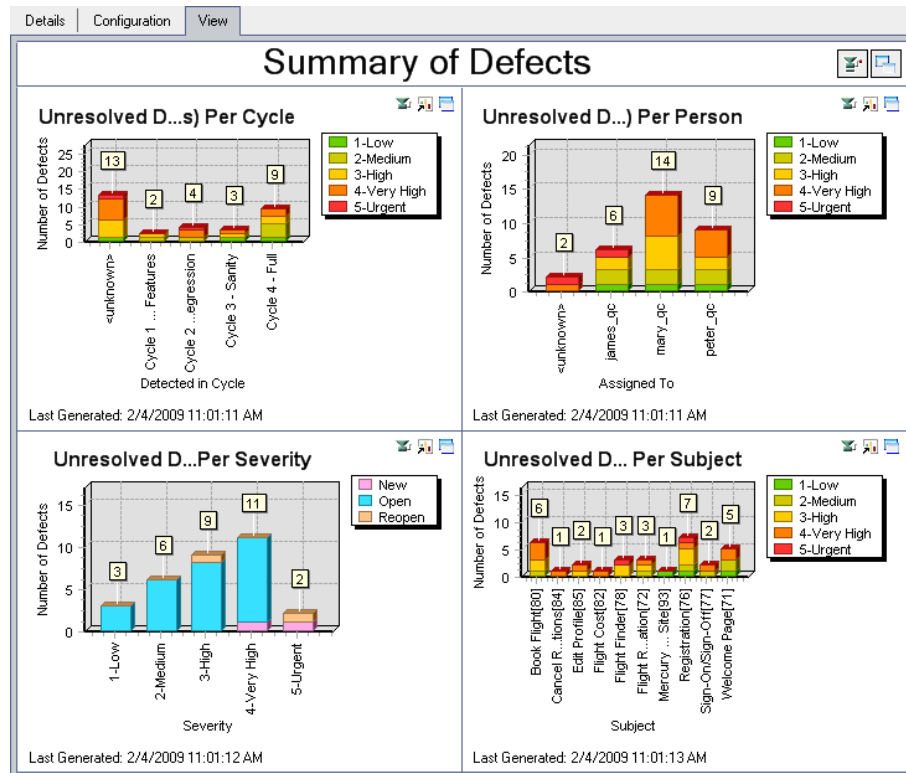 Details Configuration View
Summary of Defects
Unresolved D...s) Per Cycle
1-Low
2-Medium
3-High
4-Very High
5-Urgent
Number of Defects
25
20
15
10
5
0
13
2
4
3
9
<unknown>
Cycle 1 ... Features
Cycle 2 ...egression
Cycle 3 - Sanity
Cycle 4 - Full
Detected in Cycle
Last Generated: 2/4/2009 11:01:11 AM
Unresolved D...) Per Person
1-Low
2-Medium
3-High
4-Very High
5-Urgent
Number of Defects
20
15
10
5
0
2
6
14
9
<unknown>
james_qc
mary_qc
peter_qc
Assigned To
Last Generated: 2/4/2009 11:01:11 AM
Unresolved D...Per Severity
New
Open
Reopen
Number of Defects
15
10
5
0
3
6
9
11
2
1-Low
2-Medium
3-High
4-Very High
5-Urgent
Severity
Last Generated: 2/4/2009 11:01:12 AM
Unresolved D... Per Subject
1-Low
2-Medium
3-High
4-Very High
5-Urgent
Number of Defects
15
10
5
0
6
1
2
1
3
3
1
7
2
5
Book Flight[80]
Cancel R...tions[84]
Edit Profile[85]
Flight Cost[82]
Flight Finder[78]
Flight R...ation[72]
Mercury ... Site[93]
Registration[76]
Sign-On/Sign-Off[77]
Welcome Page[71]
Subject
Last Generated: 2/4/2009 11:01:13 AM